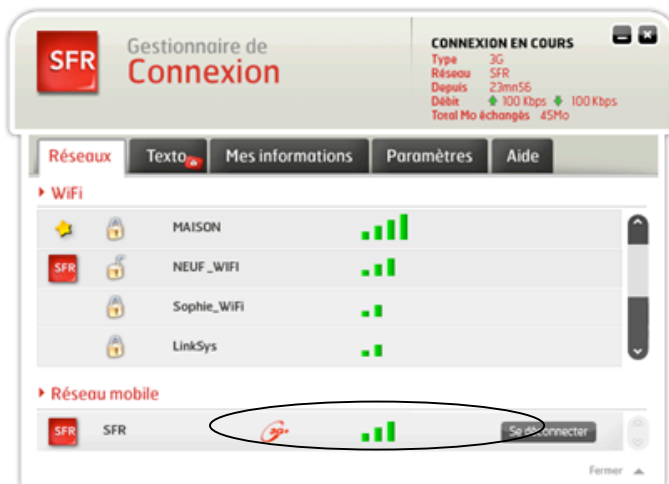 SFR
Gestionnaire de
Connexion
CONNEXION EN COURS
Type 3G
Réseau SFR
Depuis 23mn56
Débit 100 Kbps 100 Kbps
Total Mo échangés 45Mo
Réseaux Texto Mes informations Paramètres Aide
WiFi
MAISON
SFR NEUF_WIFI
Sophie_WiFi
LinkSys
Réseau mobile
SFR SFR 3G+ Se déconnecter
Fermer